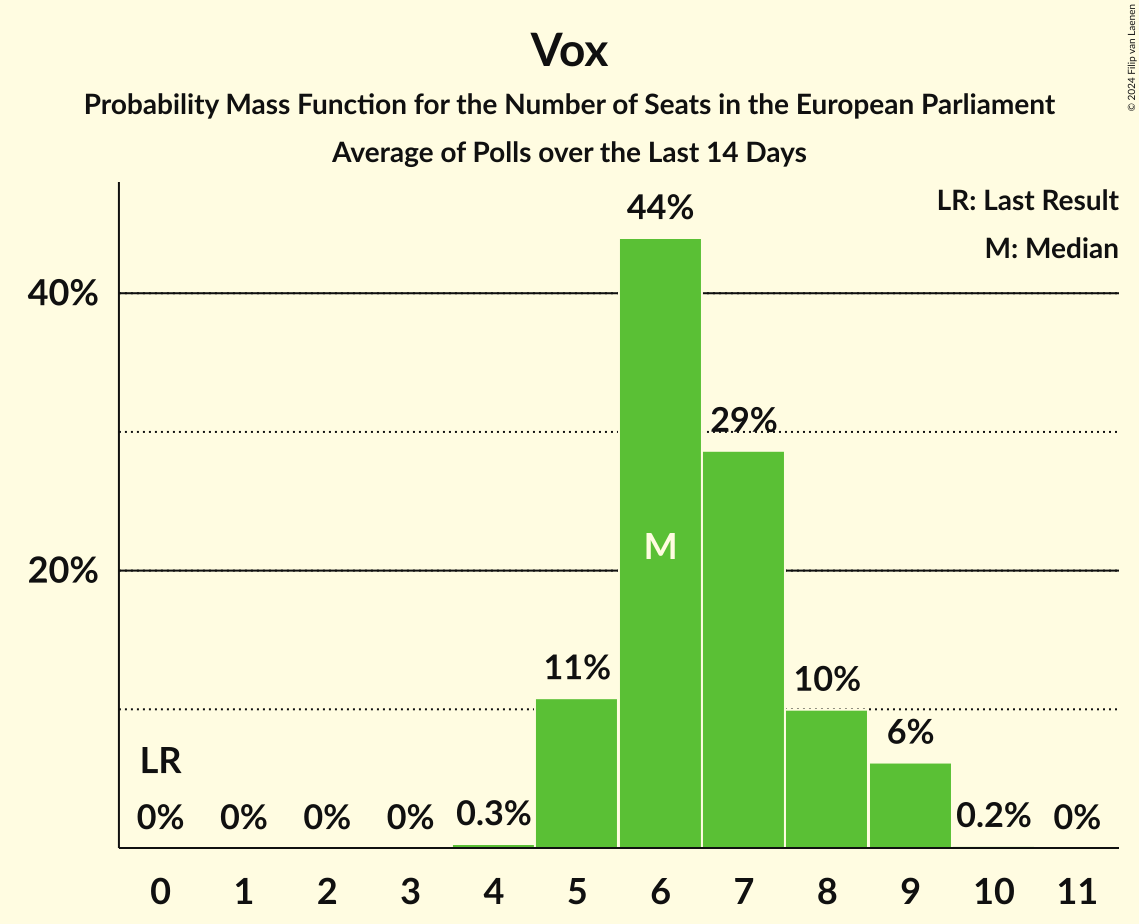 Vox
Probability Mass Function for the Number of Seats in the European Parliament
Average of Polls over the Last 14 Days
© 2024 Filip van Laenen
LR: Last Result
M: Median
44%
40%
29%
M
20%
11%
10%
6%
LR
0%
0%
0%
0%
0.3%
0.2%
0%
0 1 2 3 4 5 6 7 8 9 10 11